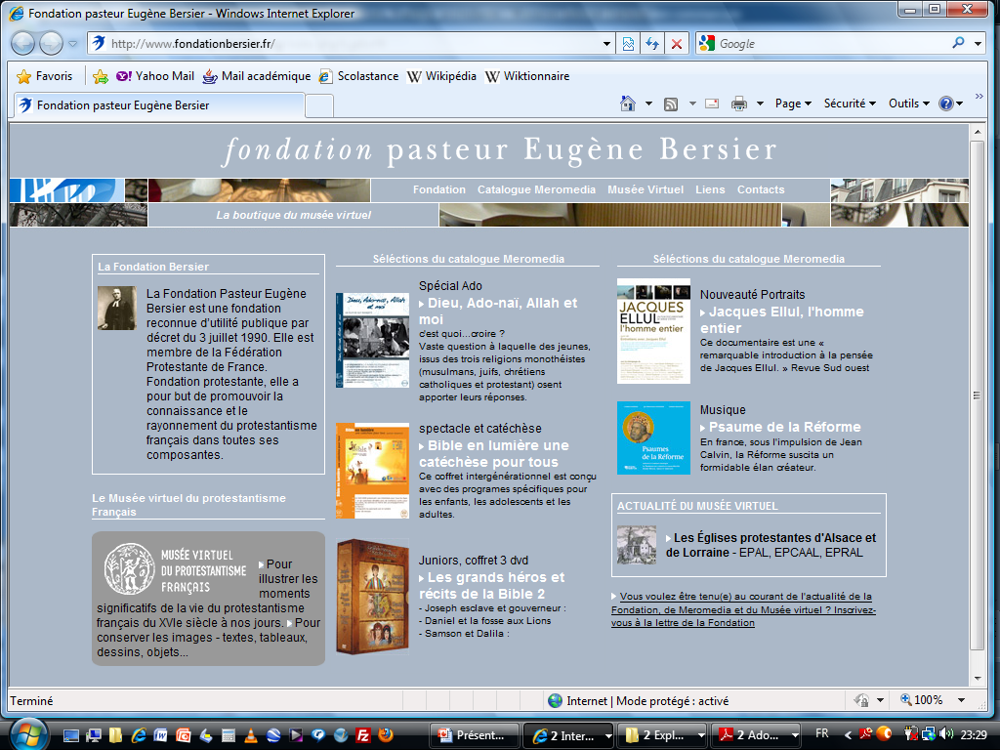 Fondation pasteur Eugène Bersier - Windows Internet Explorer
http://www.fondationbersier.fr/
Google
Favoris
Yahoo Mail
Mail académique
Scolastance
Wikipédia
Wiktionnaire
Fondation pasteur Eugène Bersier
Page
Sécurité
Outils
fondation pasteur Eugène Bersier
Fondation Catalogue Meromedia Musée Virtuel Liens Contacts
La boutique du musée virtuel
La Fondation Bersier
La Fondation Pasteur Eugène
Bersier est une fondation
reconnue d'utilité publique par
décret du 3 juillet 1990. Elle est
membre de la Fédération
Protestante de France.
Fondation protestante, elle a
pour but de promouvoir la
connaissance et le
rayonnement du protestantisme
français dans toutes ses
composantes.
Le Musée virtuel du protestantisme
Français
MUSÉE VIRTUEL
DU PROTESTANTISME
FRANÇAIS
Pour
illustrer les
moments
significatifs de la vie du protestantisme
français du XVIe siècle à nos jours. Pour
conserver les images - textes, tableaux,
dessins, objets...
Séléctions du catalogue Meromedia
Spécial Ado
Dieu, Ado-naï, Allah et
moi
c'est quoi...croire ?
Vaste question à laquelle des jeunes,
issus des trois religions monothéistes
(musulmans, juifs, chrétiens
catholiques et protestant) osent
apporter leurs réponses.
Dieu, Ado-naï, Allah
et moi
spectacle et catéchèse
Bible en lumière une
catéchèse pour tous
Ce coffret intergénérationnel est conçu
avec des programes spécifiques pour
les enfants, les adolescents et les
adultes.
Bible
Juniors, coffret 3 dvd
Les grands héros et
récits de la Bible 2
- Joseph esclave et gouverneur :
- Daniel et la fosse aux Lions
- Samson et Dalila :
Séléctions du catalogue Meromedia
JACQUES
ELLUL
l'homme
entier
Nouveauté Portraits
Jacques Ellul, l'homme
entier
Ce documentaire est une «
remarquable introduction à la pensée
de Jacques Ellul. » Revue Sud ouest
Psaumes
de la Réforme
Musique
Psaume de la Réforme
En france, sous l'impulsion de Jean
Calvin, la Réforme suscita un
formidable élan créateur.
ACTUALITÉ DU MUSÉE VIRTUEL
Les Églises protestantes d'Alsace et
de Lorraine - EPAL, EPCAAL, EPRAL
Vous voulez être tenu(e) au courant de l'actualité de la
Fondation, de Meromedia et du Musée virtuel ? Inscrivez-
vous à la lettre de la Fondation
Terminé
Internet | Mode protégé : activé
100%
Présent...
2 Inter...
2 Expl...
2 Ado...
FR
23:29